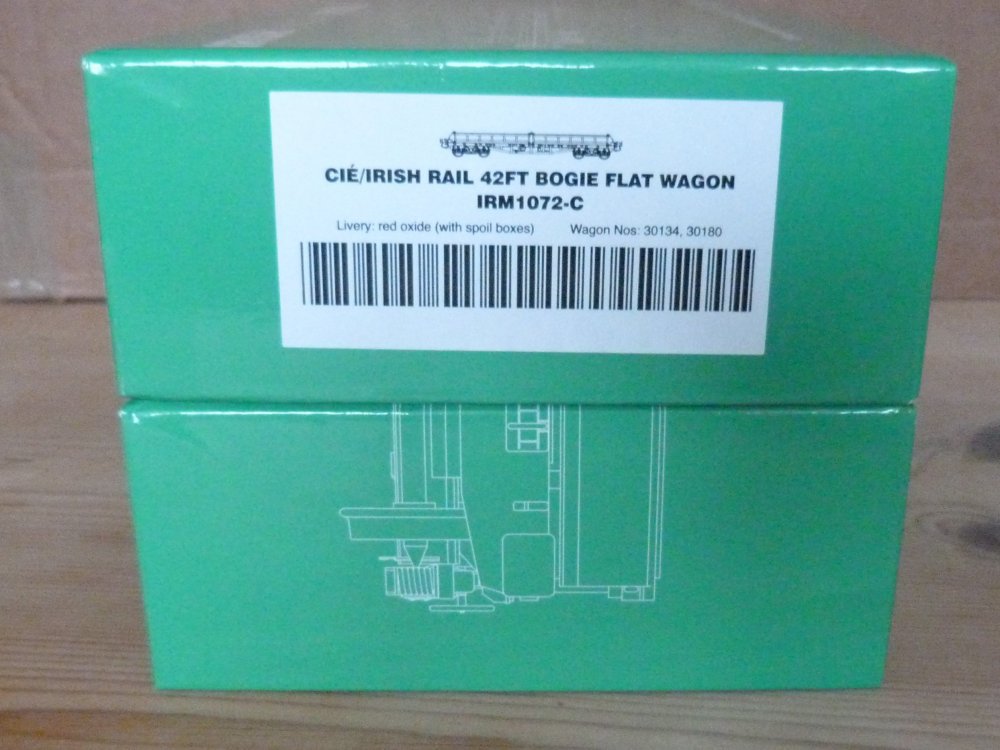 CIÉ/IRISH RAIL 42FT BOGIE FLAT WAGON
IRM1072-C
Livery: red oxide (with spoil boxes) Wagon Nos: 30134, 30180